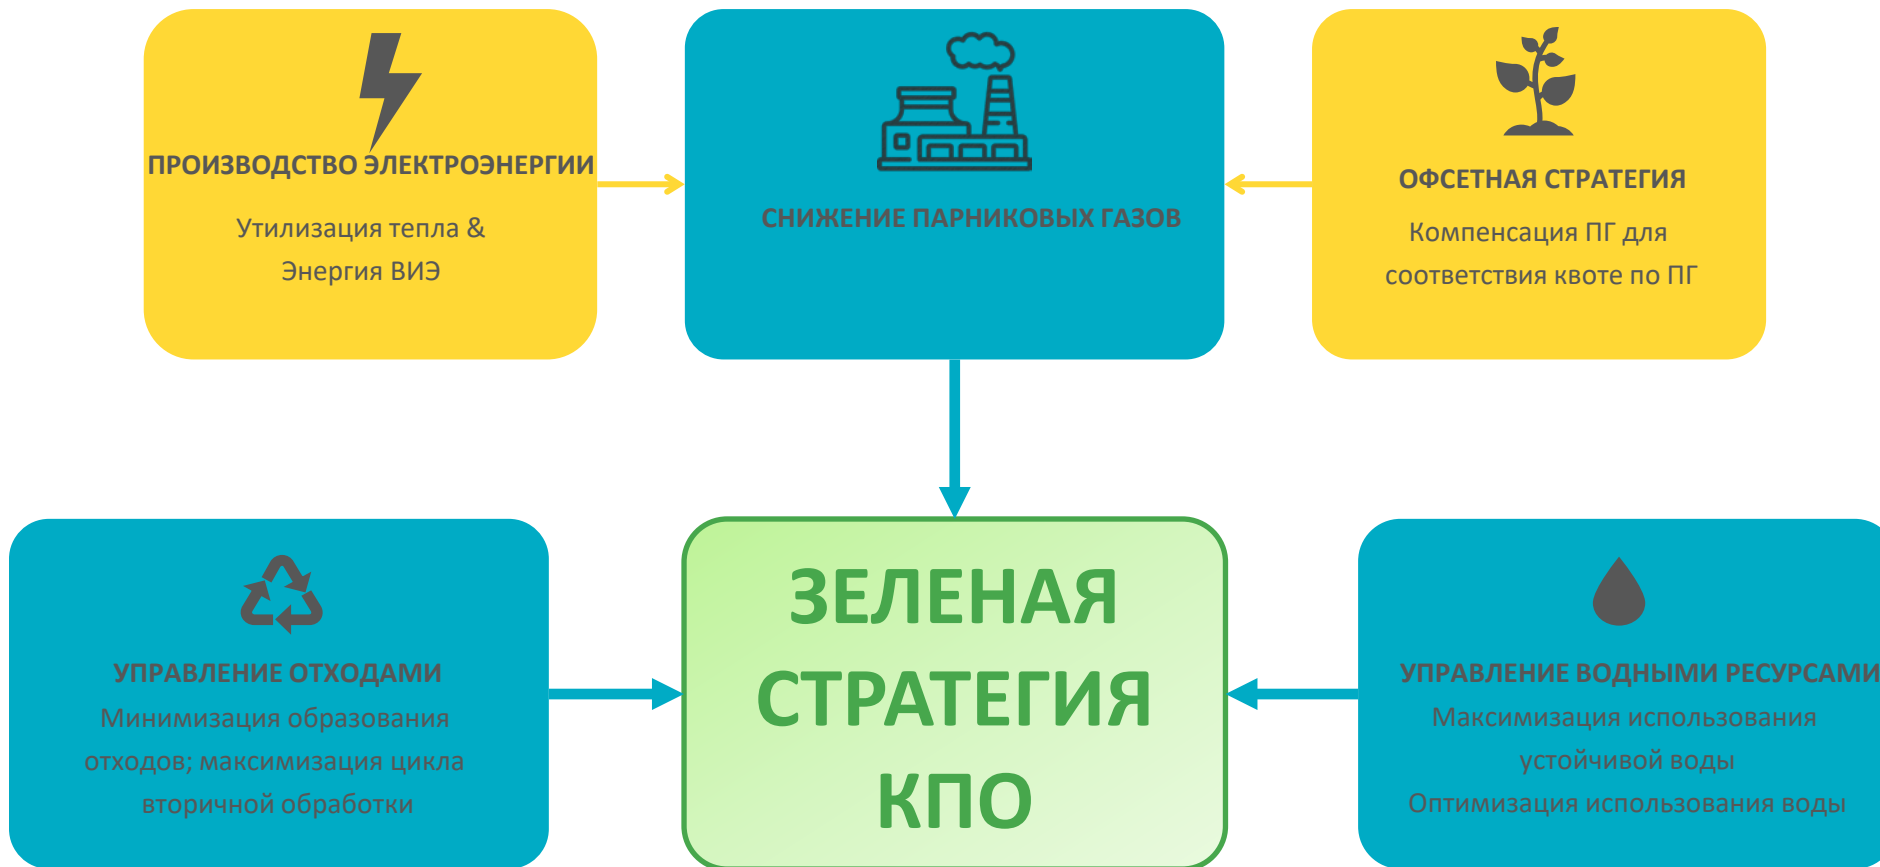 ПРОИЗВОДСТВО ЭЛЕКТРОЭНЕРГИИ
Утилизация тепла &
Энергия ВИЭ
СНИЖЕНИЕ ПАРНИКОВЫХ ГАЗОВ
ОФСЕТНАЯ СТРАТЕГИЯ
Компенсация ПГ для
соответствия квоте по ПГ
УПРАВЛЕНИЕ ОТХОДАМИ
Минимизация образования
отходов; максимизация цикла
вторичной обработки
ЗЕЛЕНАЯ
СТРАТЕГИЯ
КПО
УПРАВЛЕНИЕ ВОДНЫМИ РЕСУРСАМИ
Максимизация использования
устойчивой воды
Оптимизация использования воды